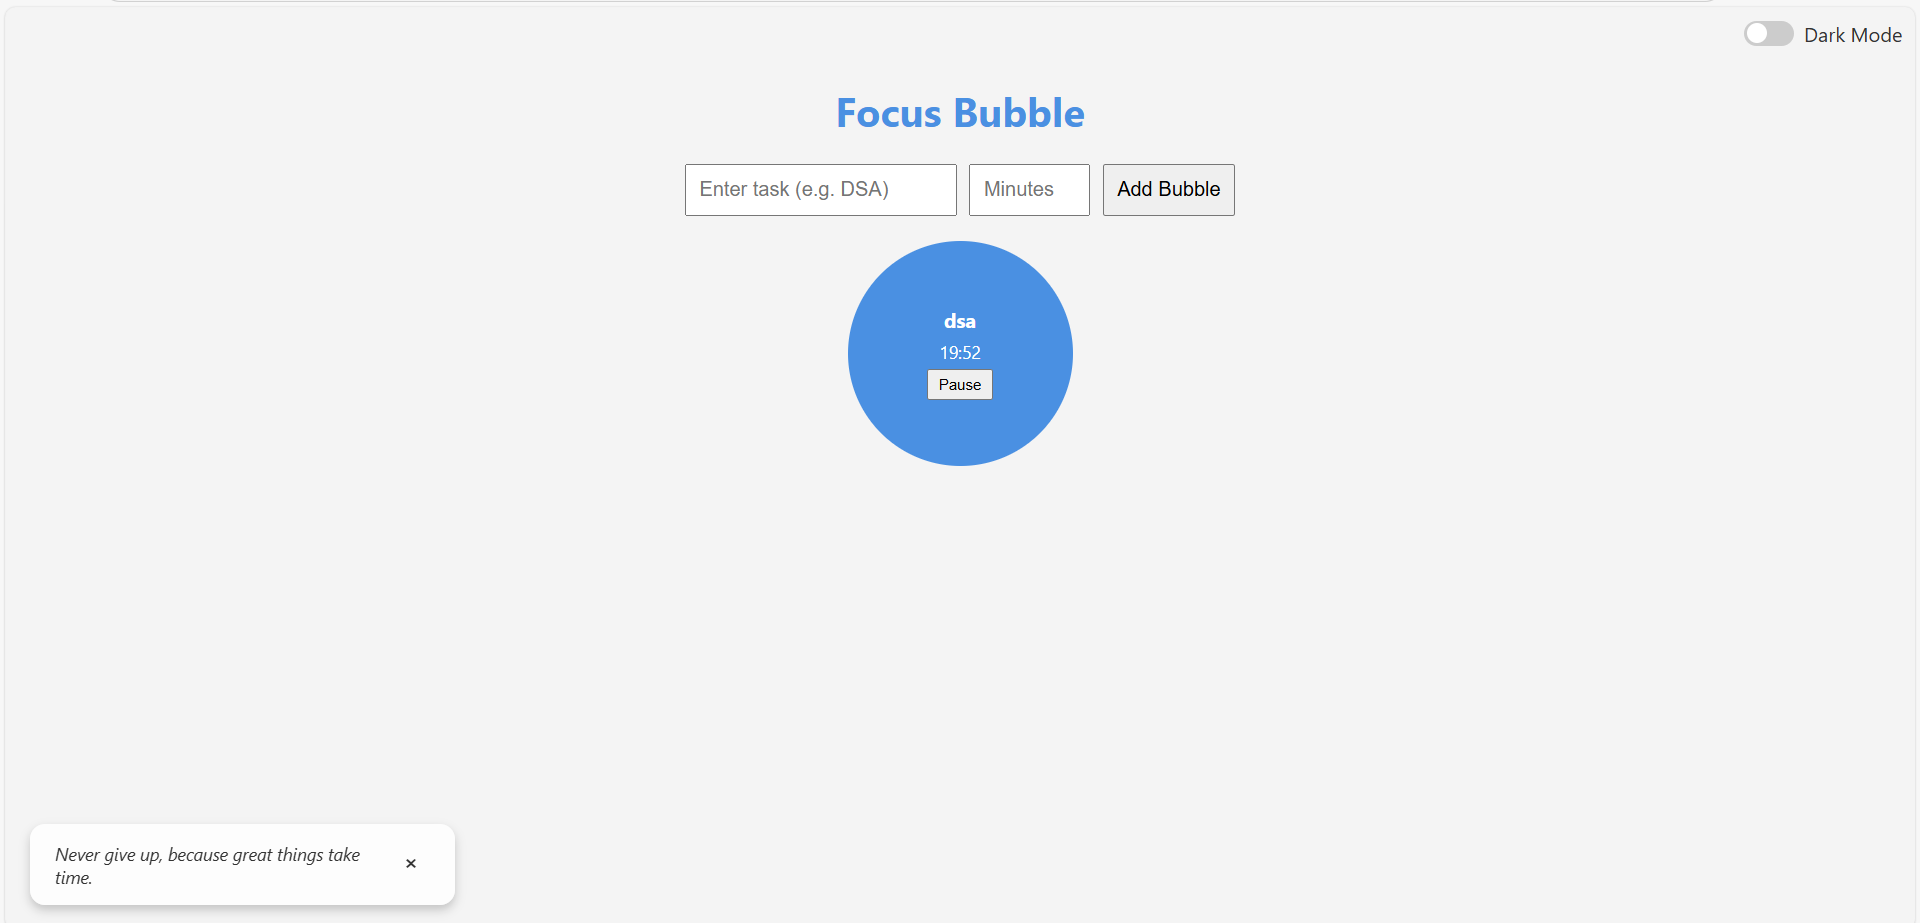 Dark Mode
Focus Bubble
Enter task (e.g. DSA)
Minutes
Add Bubble
dsa
19:52
Pause
Never give up, because great things take
time.
×